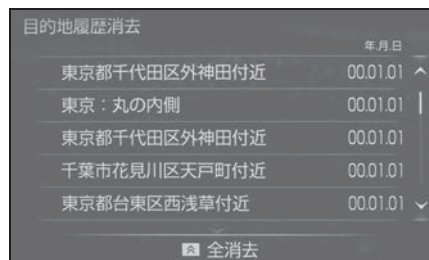 目的地履歴消去
年.月.日
東京都千代田区外神田付近 00.01.01
東京：丸の内側 00.01.01
東京都千代田区外神田付近 00.01.01
千葉市花見川区天戸町付近 00.01.01
東京都台東区西浅草付近 00.01.01
全消去